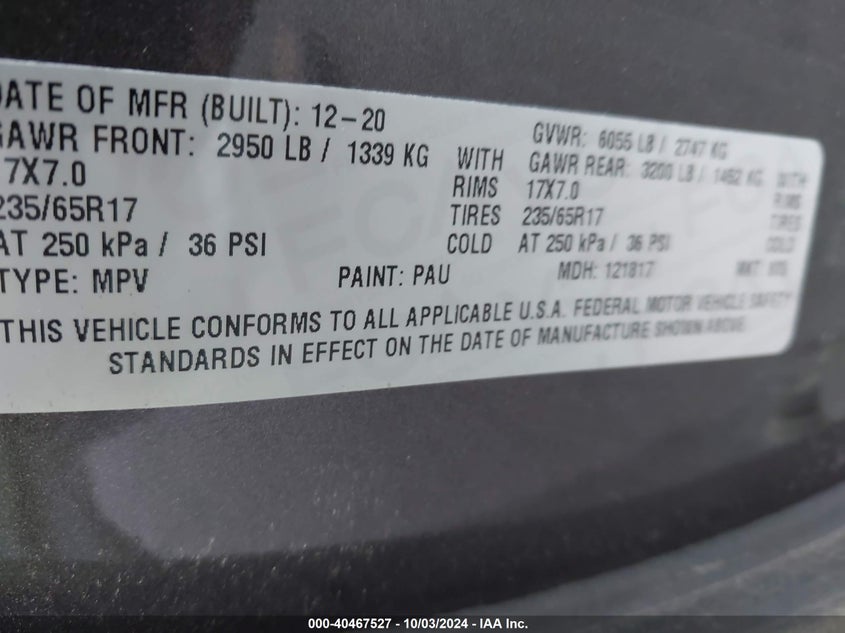 DATE OF MFR (BUILT): 12-20 GVWR: 6055 LB / 2747 KG
GAWR FRONT: 2950 LB / 1339 KG WITH GAWR REAR: 3200 LB / 1452 KG WITH
17X7.0 RIMS 17X7.0 RIMS
235/65R17 TIRES 235/65R17 TIRES
AT 250 kPa / 36 PSI COLD AT 250 kPa / 36 PSI COLD
TYPE: MPV PAINT: PAU MDH: 121817
THIS VEHICLE CONFORMS TO ALL APPLICABLE U.S.A. FEDERAL MOTOR VEHICLE SAFETY
STANDARDS IN EFFECT ON THE DATE OF MANUFACTURE SHOWN ABOVE.
000-40467527 - 10/03/2024 - IAA Inc.